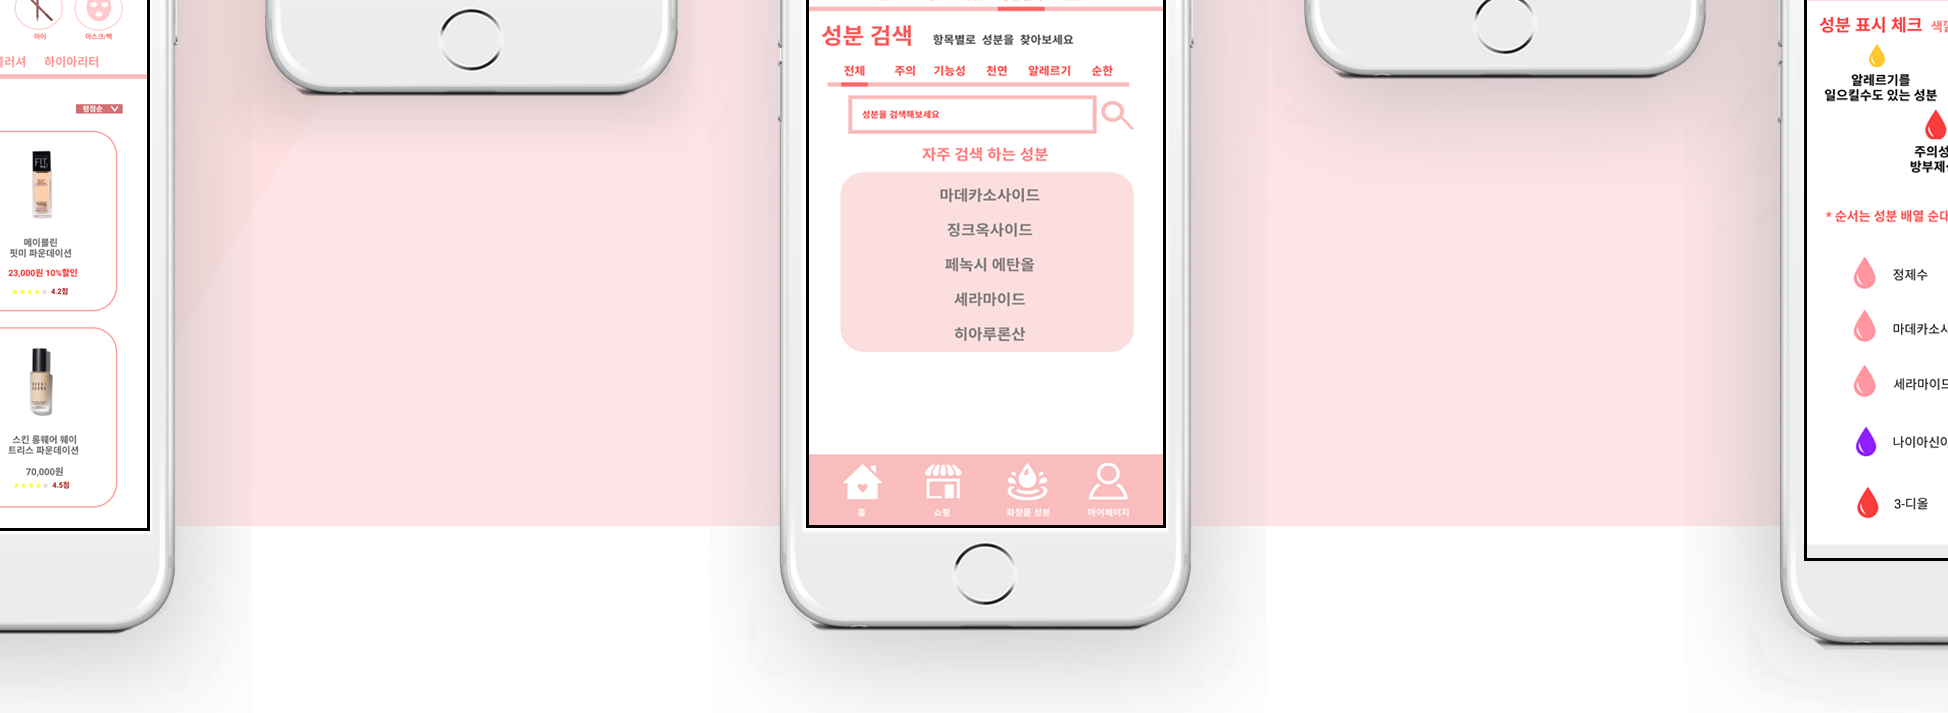 아이
마스크/팩
블러셔
하이아리터
평점순
FIT
메이블린
핏미 파운데이션
23,000원 10%할인
4.2점
스킨 롱웨어 웨이
트리스 파운데이션
70,000원
4.5점
성분 검색
항목별로 성분을 찾아보세요
전체
주의
기능성
천연
알레르기
순한
성분을 검색해보세요
자주 검색 하는 성분
마데카소사이드
징크옥사이드
페녹시 에탄올
세라마이드
히아루론산
홈
쇼핑
화장품 성분
마이페이지
성분 표시 체크
알레르기를
일으킬수도 있는 성분
주의성
방부제
* 순서는 성분 배열 순
정제수
마데카소
세라마이드
나이아신
3-디올